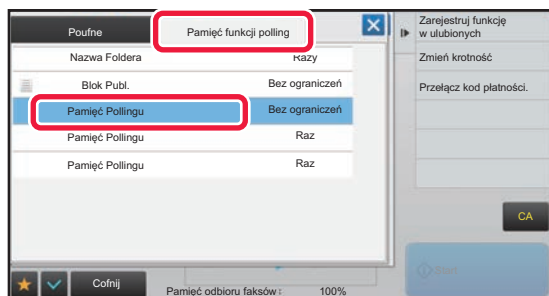 Poufne
Pamięć funkcji polling
Nazwa Foldera
Razy
Blok Publ.
Bez ograniczeń
Pamięć Pollingu
Bez ograniczeń
Pamięć Pollingu
Raz
Pamięć Pollingu
Raz
Cofnij
Pamięć odbioru faksów:
100%
Zarejestruj funkcję
w ulubionych
Zmień krotność
Przełącz kod płatności.
CA
Start